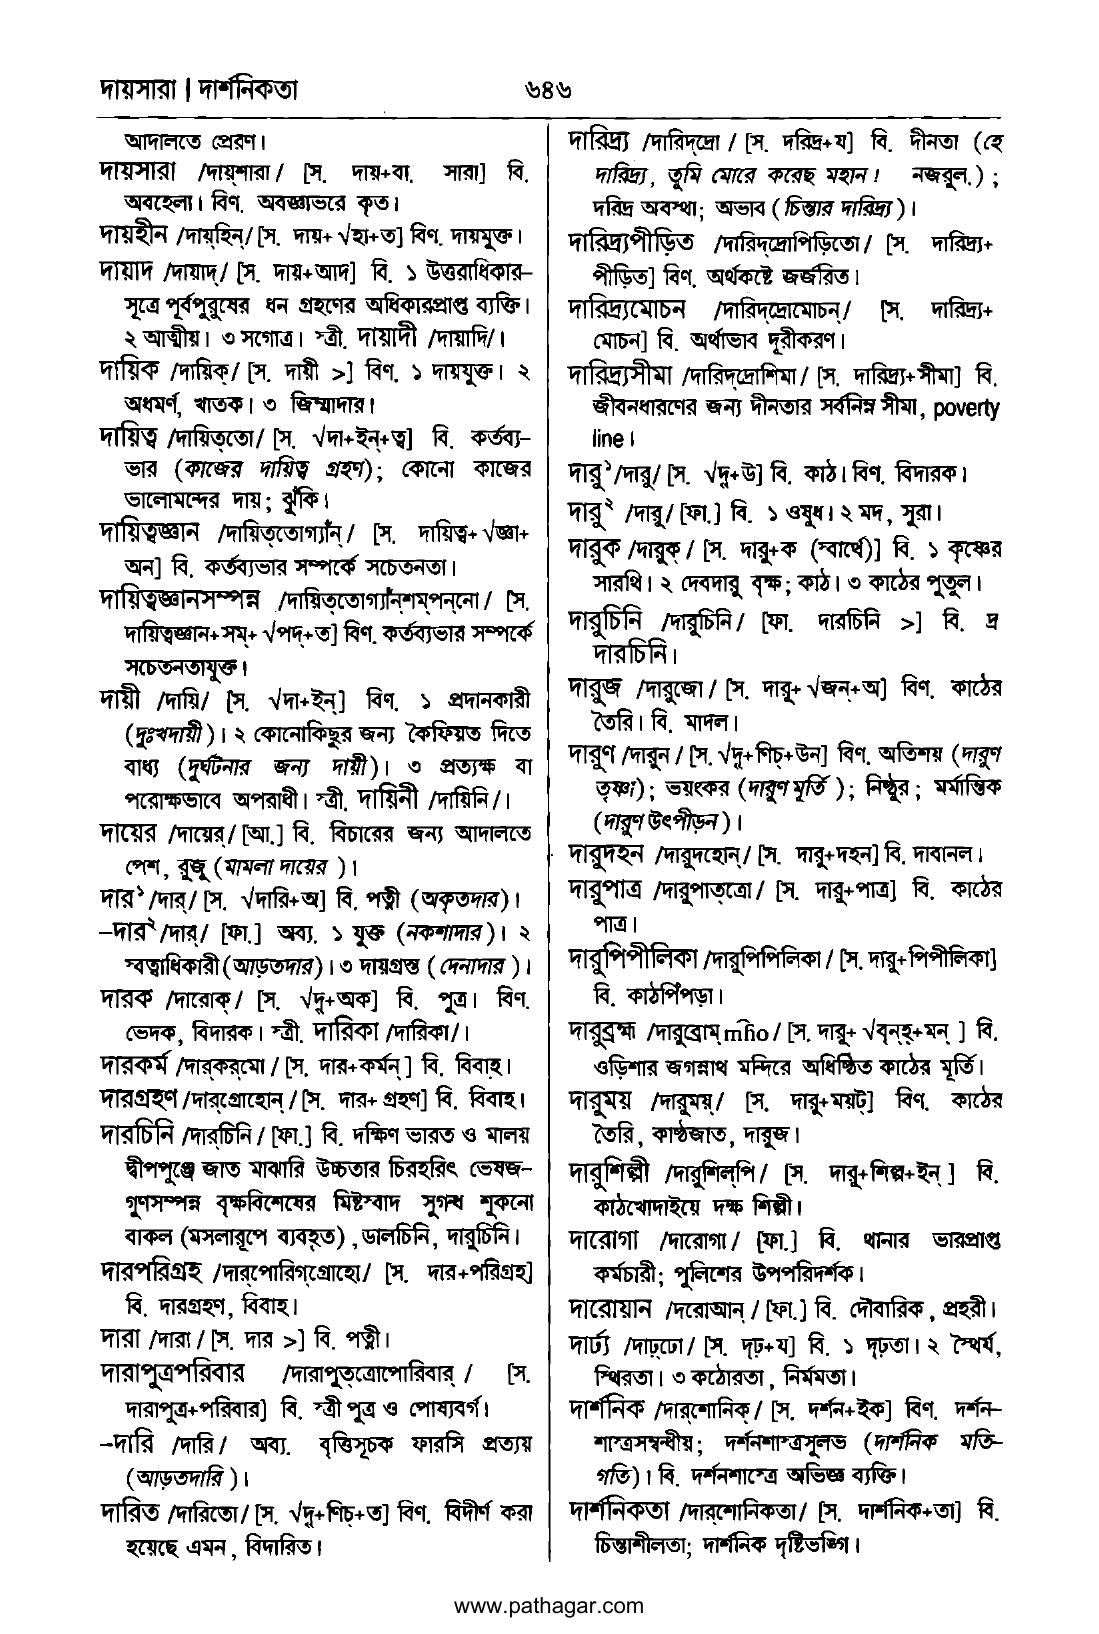 দায়সারা | দার্শনিকতা
৬৪৬
আদালতে প্রেরণ।
দায়সারা /দায়্‌শারা/ [স. দায়+বা. সারা] বি.
অবহেলা। বিণ. অবজ্ঞাভরে কৃত।
দায়হীন /দায়্‌হিন্‌/ [স. দায়+ √হা+ত] বিণ. দায়মুক্ত।
দায়াদ /দায়াদ্‌/ [স. দায়+আদ] বি. ১ উত্তরাধিকার–
সূত্রে পূর্বপুরুষের ধন গ্রহণের অধিকারপ্রাপ্ত ব্যক্তি।
২ আত্মীয়। ৩ সগোত্র। স্ত্রী. দায়াদী /দায়াদি/।
দায়িক /দায়িক্‌/ [স. দায়ী >] বিণ. ১ দায়যুক্ত। ২
অধমর্ণ, খাতক। ৩ জিম্মাদার।
দায়িত্ব /দায়িত্‌তো/ [স. √দা+ইন্‌+ত্ব] বি. কর্তব্য–
ভার (কাজের দায়িত্ব গ্রহণ); কোনো কাজের
ভালোমন্দের দায়; ঝুঁকি।
দায়িত্বজ্ঞান /দায়িত্‌তোগ্যাঁন্‌/ [স. দায়িত্ব+ √জ্ঞা+
অন] বি. কর্তব্যভার সম্পর্কে সচেতনতা।
দায়িত্বজ্ঞানসম্পন্ন /দায়িত্‌তোগ্যাঁন্‌শম্‌পন্‌নো/ [স.
দায়িত্বজ্ঞান+সম্‌+ √পদ্‌+ত] বিণ. কর্তব্যভার সম্পর্কে
সচেতনতাযুক্ত।
দায়ী /দায়ি/ [স. √দা+ইন্‌] বিণ. ১ প্রদানকারী
(দুঃখদায়ী)। ২ কোনোকিছুর জন্য কৈফিয়ত দিতে
বাধ্য (দুর্ঘটনার জন্য দায়ী)। ৩ প্রত্যক্ষ বা
পরোক্ষভাবে অপরাধী। স্ত্রী. দায়িনী /দায়িনি/।
দায়ের /দায়ের্‌/ [আ.] বি. বিচারের জন্য আদালতে
পেশ, রুজু (মামলা দায়ের)।
দার১ /দার্‌/ [স. √দারি+অ] বি. পত্নী (অকৃতদার)।
–দার২ /দার্‌/ [ফা.] অব্য. ১ যুক্ত (নকশাদার)। ২
স্বত্বাধিকারী (আড়তদার)। ৩ দায়গ্রস্ত (দেনাদার)।
দারক /দারোক্‌/ [স. √দৄ+অক] বি. পুত্র। বিণ.
ভেদক, বিদারক। স্ত্রী. দারিকা /দারিকা/।
দারকর্ম /দার্‌কর্‌মো/ [স. দার+কর্মন্‌] বি. বিবাহ।
দারগ্রহণ /দার্‌গ্রোহোন্‌/ [স. দার+ গ্রহণ] বি. বিবাহ।
দারচিনি /দার্‌চিনি/ [ফা.] বি. দক্ষিণ ভারত ও মালয়
দ্বীপপুঞ্জে জাত মাঝারি উচ্চতার চিরহরিৎ ভেষজ–
গুণসম্পন্ন বৃক্ষবিশেষের মিষ্টস্বাদ সুগন্ধ শুকনো
বাকল (মসলারূপে ব্যবহৃত), ডালচিনি, দারুচিনি।
দারপরিগ্রহ /দার্‌পোরিগ্‌গ্রোহো/ [স. দার+পরিগ্রহ]
বি. দারগ্রহণ, বিবাহ।
দারা /দারা/ [স. দার >] বি. পত্নী।
দারাপুত্রপরিবার /দারাপুত্‌ত্রোপোরিবার্‌/ [স.
দারাপুত্র+পরিবার] বি. স্ত্রী পুত্র ও পোষ্যবর্গ।
–দারি /দারি/ অব্য. বৃত্তিসূচক ফারসি প্রত্যয়
(আড়তদারি)।
দারিত /দারিতো/ [স. √দৄ+ণিচ্‌+ত] বিণ. বিদীর্ণ করা
হয়েছে এমন, বিদারিত।
দারিদ্র্য /দারিদ্‌দ্রো/ [স. দরিদ্র+য] বি. দীনতা (হে
দারিদ্র্য, তুমি মোরে করেছ মহান! নজরুল.);
দরিদ্র অবস্থা; অভাব (চিন্তার দারিদ্র্য)।
দারিদ্র্যপীড়িত /দারিদ্‌দ্রোপিড়িতো/ [স. দারিদ্র্য+
পীড়িত] বিণ. অর্থকষ্টে জর্জরিত।
দারিদ্র্যমোচন /দারিদ্‌দ্রোমোচন্‌/ [স. দারিদ্র্য+
মোচন] বি. অর্থাভাব দূরীকরণ।
দারিদ্র্যসীমা /দারিদ্‌দ্রোশিমা/ [স. দারিদ্র্য+সীমা] বি.
জীবনধারণের জন্য দীনতার সর্বনিম্ন সীমা, poverty
line।
দারু১ /দারু/ [স. √দৄ+উ] বি. কাঠ। বিণ. বিদারক।
দারু২ /দারু/ [ফা.] বি. ১ ওষুধ। ২ মদ, সুরা।
দারুক /দারুক্‌/ [স. দারু+ক (স্বার্থে)] বি. ১ কৃষ্ণের
সারথি। ২ দেবদারু বৃক্ষ; কাঠ। ৩ কাঠের পুতুল।
দারুচিনি /দারুচিনি/ [ফা. দারচিনি >] বি. দ্র
দারচিনি।
দারুজ /দারুজো/ [স. দারু+ √জন্‌+অ] বিণ. কাঠের
তৈরি। বি. মাদল।
দারুণ /দারুন/ [স. √দৄ+ণিচ্‌+উন] বিণ. অতিশয় (দারুণ
তৃষ্ণা); ভয়ংকর (দারুণ মূর্তি); নিষ্ঠুর; মর্মান্তিক
(দারুণ উৎপীড়ন)।
দারুদহন /দারুদহোন্‌/ [স. দারু+দহন] বি. দাবানল।
দারুপাত্র /দারুপাত্‌ত্রো/ [স. দারু+পাত্র] বি. কাঠের
পাত্র।
দারুপিপীলিকা /দারুপিপিলিকা/ [স. দারু+পিপীলিকা]
বি. কাঠপিঁপড়া।
দারুব্রহ্ম /দারুব্রোম্‌m̄ho/ [স. দারু+ √বৃন্‌হ্‌+মন্‌] বি.
ওড়িশার জগন্নাথ মন্দিরে অধিষ্ঠিত কাঠের মূর্তি।
দারুময় /দারুময়্‌/ [স. দারু+ময়ট্‌] বিণ. কাঠের
তৈরি, কাষ্ঠজাত, দারুজ।
দারুশিল্পী /দারুশিল্‌পি/ [স. দারু+শিল্প+ইন্‌] বি.
কাঠখোদাইয়ে দক্ষ শিল্পী।
দারোগা /দারোগা/ [ফা.] বি. থানার ভারপ্রাপ্ত
কর্মচারী; পুলিশের উপপরিদর্শক।
দারোয়ান /দরোআন্‌/ [ফা.] বি. দৌবারিক, প্রহরী।
দার্ঢ্য /দাঢ়্‌ঢো/ [স. দৃঢ়+য] বি. ১ দৃঢ়তা। ২ স্থৈর্য,
স্থিরতা। ৩ কঠোরতা, নির্মমতা।
দার্শনিক /দার্‌শোনিক্‌/ [স. দর্শন+ইক] বিণ. দর্শন–
শাস্ত্রসম্বন্ধীয়; দর্শনশাস্ত্রসুলভ (দার্শনিক মতি–
গতি)। বি. দর্শনশাস্ত্রে অভিজ্ঞ ব্যক্তি।
দার্শনিকতা /দার্‌শোনিকতা/ [স. দার্শনিক+তা] বি.
চিন্তাশীলতা; দার্শনিক দৃষ্টিভঙ্গি।
www.pathagar.com